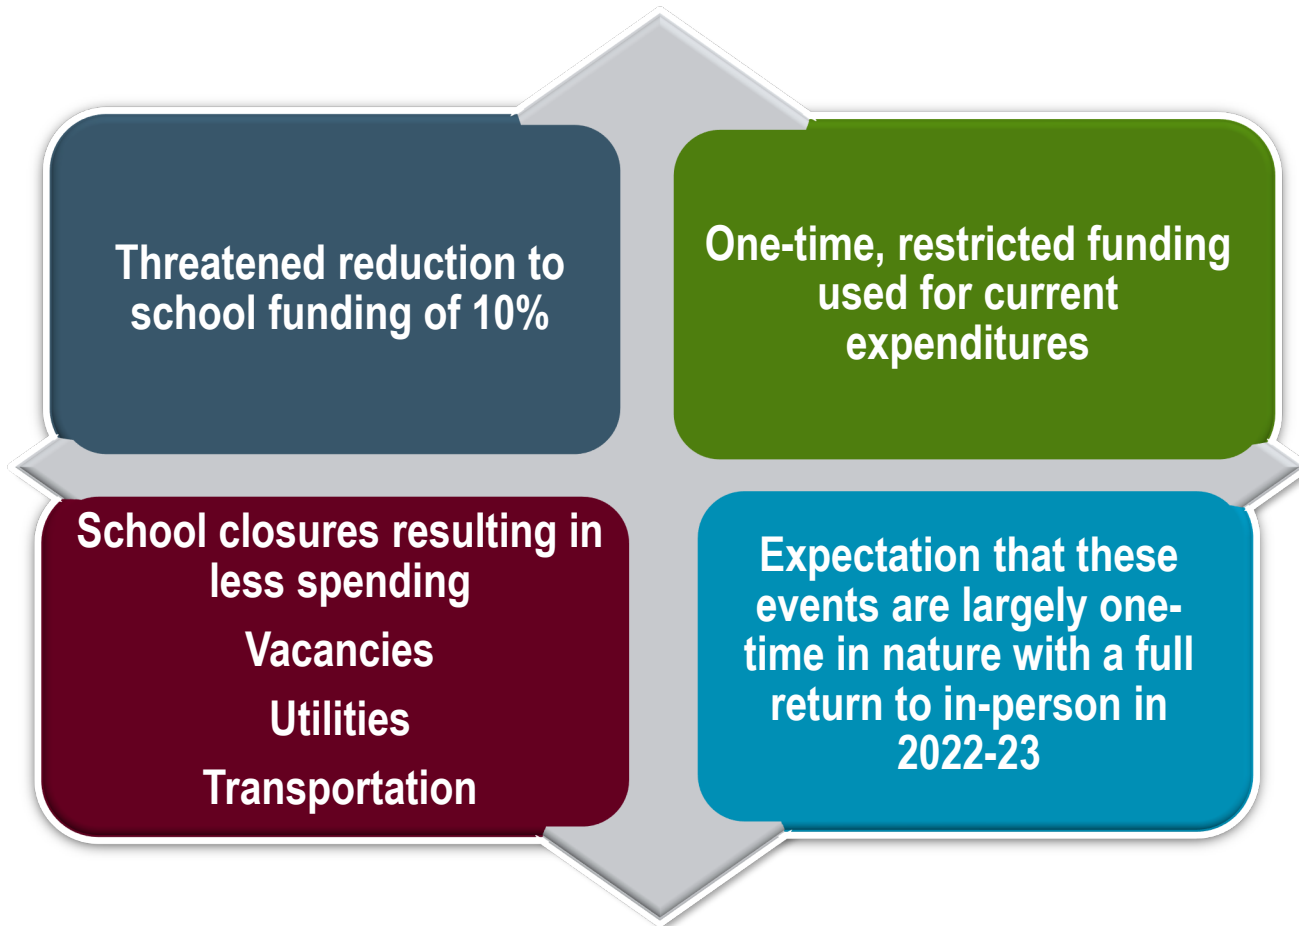 Threatened reduction to
school funding of 10%
One-time, restricted funding
used for current
expenditures
School closures resulting in
less spending
Vacancies
Utilities
Transportation
Expectation that these
events are largely one-
time in nature with a full
return to in-person in
2022-23